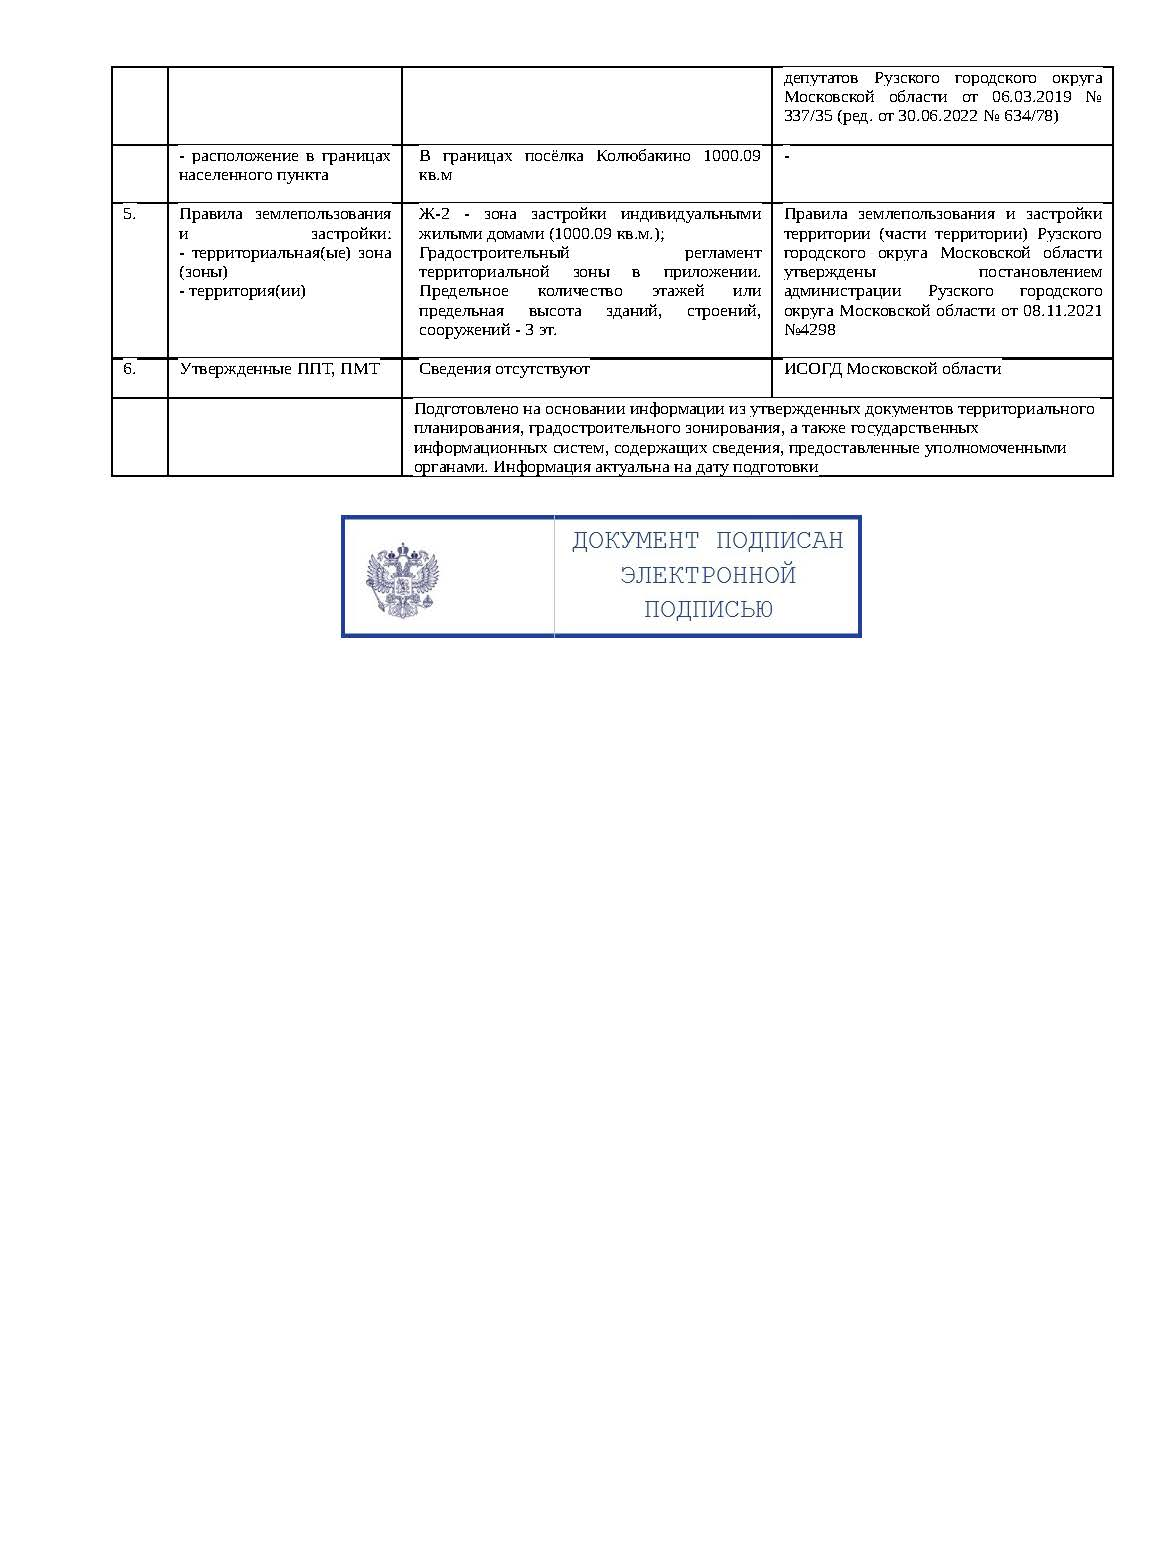 депутатов Рузского городского округа
Московской области от 06.03.2019 №
337/35 (ред. от 30.06.2022 № 634/78)
- расположение в границах
населенного пункта
В границах посёлка Колюбакино 1000.09
кв.м
-
5.
Правила землепользования
и застройки:
- территориальная(ые) зона
(зоны)
- территория(ии)
Ж-2 - зона застройки индивидуальными
жилыми домами (1000.09 кв.м.);
Градостроительный регламент
территориальной зоны в приложении.
Предельное количество этажей или
предельная высота зданий, строений,
сооружений - 3 эт.
Правила землепользования и застройки
территории (части территории) Рузского
городского округа Московской области
утверждены постановлением
администрации Рузского городского
округа Московской области от 08.11.2021
№4298
6.
Утвержденные ППТ, ПМТ
Сведения отсутствуют
ИСОГД Московской области
Подготовлено на основании информации из утвержденных документов территориального
планирования, градостроительного зонирования, а также государственных
информационных систем, содержащих сведения, предоставленные уполномоченными
органами. Информация актуальна на дату подготовки
ДОКУМЕНТ ПОДПИСАН
ЭЛЕКТРОННОЙ
ПОДПИСЬЮ